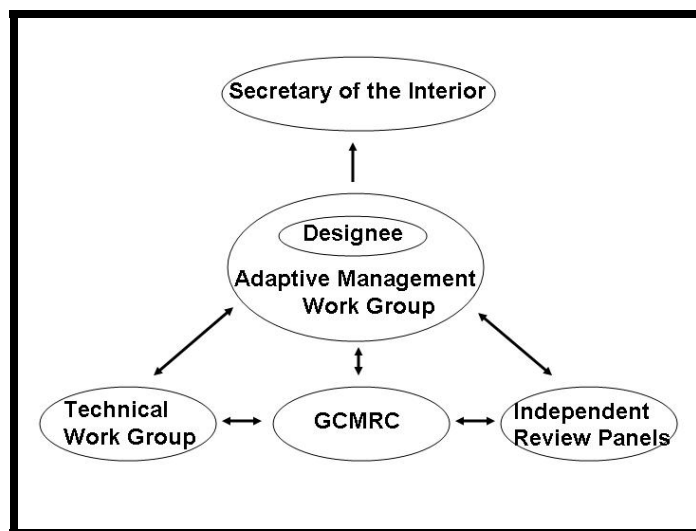 Secretary of the Interior
Designee
Adaptive Management
Work Group
Technical
Work Group
GCMRC
Independent
Review Panels